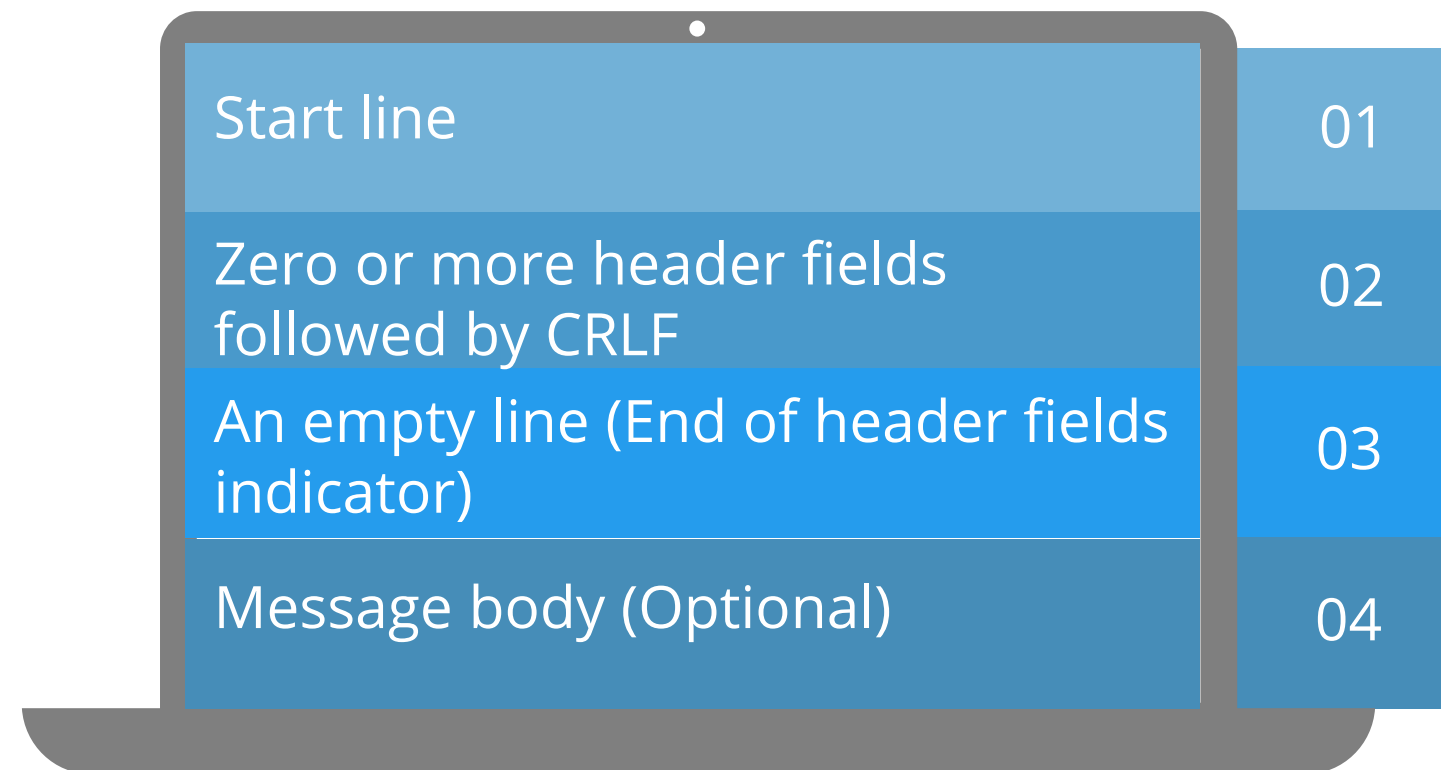 Start line
01
Zero or more header fields
followed by CRLF
02
An empty line (End of header fields
indicator)
03
Message body (Optional)
04